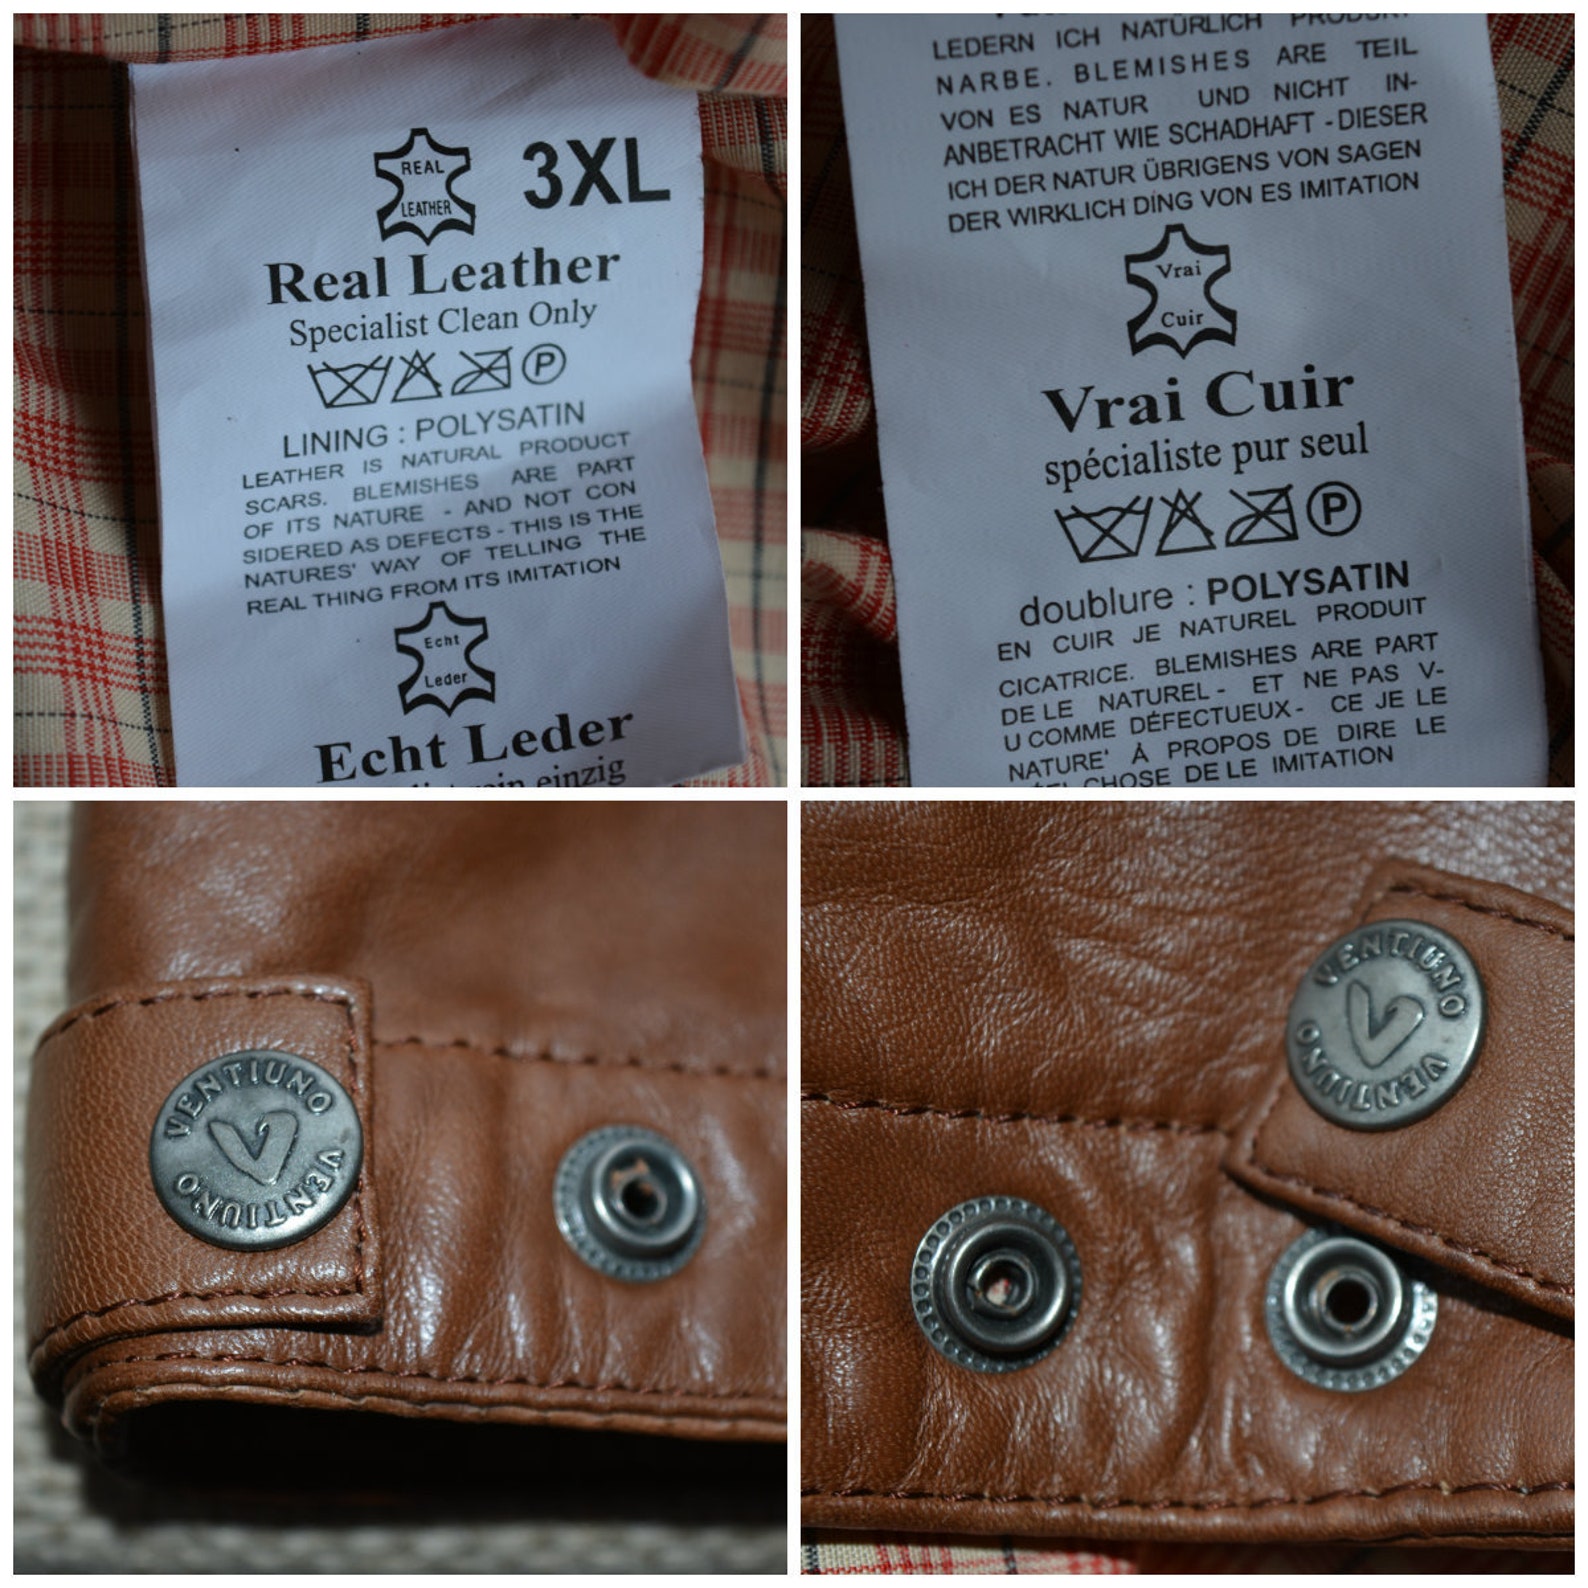 REAL
LEATHER
3XL
Real Leather
Specialist Clean Only
P
LINING : POLYSATIN
LEATHER IS NATURAL PRODUCT
SCARS. BLEMISHES ARE PART
OF ITS NATURE - AND NOT CON
SIDERED AS DEFECTS - THIS IS THE
NATURES' WAY OF TELLING THE
REAL THING FROM ITS IMITATION
Echt
Leder
Echt Leder
einzig
LEDERN ICH NATÜRLICH PRODUKT
NARBE. BLEMISHES ARE TEIL
VON ES NATUR UND NICHT IN-
ANBETRACHT WIE SCHADHAFT - DIESER
ICH DER NATUR ÜBRIGENS VON SAGEN
DER WIRKLICH DING VON ES IMITATION
Vrai
Cuir
Vrai Cuir
spécialiste pur seul
P
doublure : POLYSATIN
EN CUIR JE NATUREL PRODUIT
CICATRICE. BLEMISHES ARE PART
DE LE NATUREL - ET NE PAS V-
U COMME DÉFECTUEUX - CE JE LE
NATURE' À PROPOS DE DIRE LE
CHOSE DE LE IMITATION
VENTIUNO
VENTIUNO
VENTIUNO
VENTIUNO